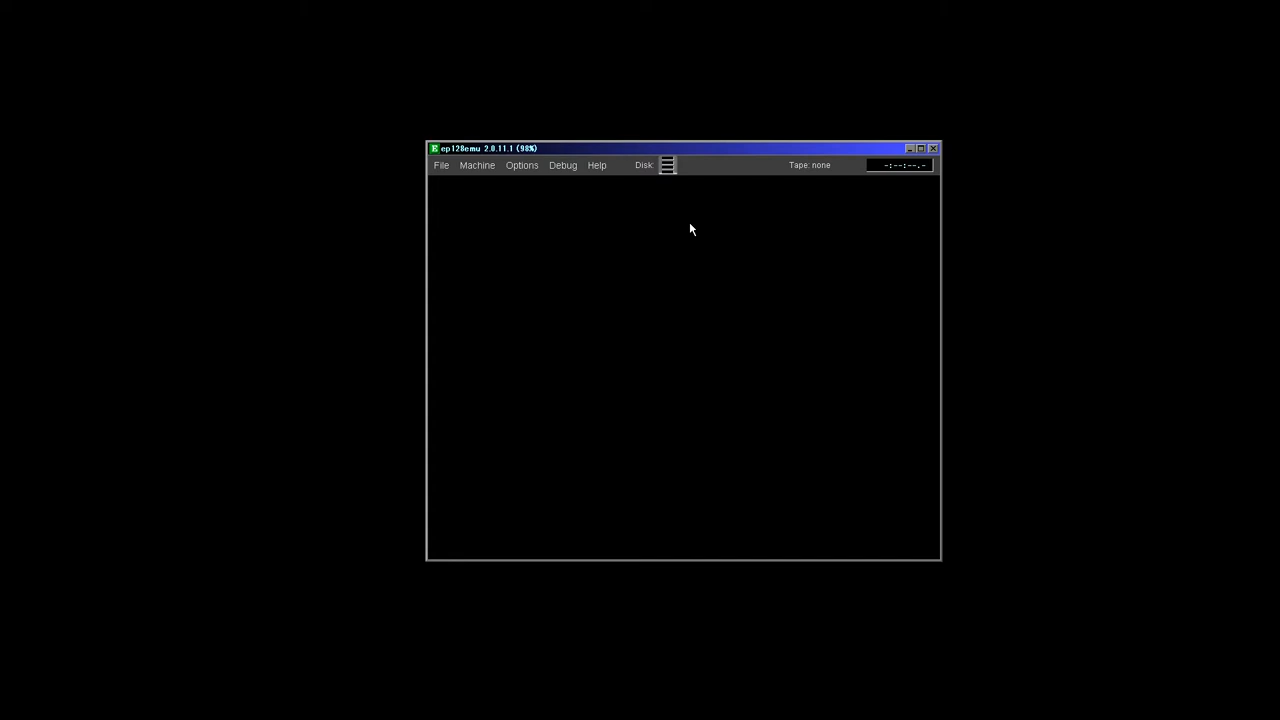 ep128emu 2.0.11.1 (98%)
File Machine Options Debug Help Disk: Tape: none -:--:--.-